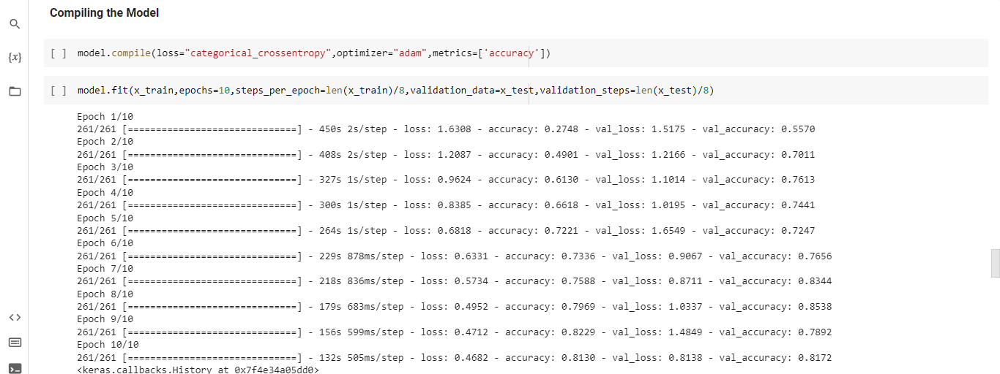 Compiling the Model
{x}
[ ] model.compile(loss="categorical_crossentropy",optimizer="adam",metrics=['accuracy'])
[ ] model.fit(x_train,epochs=10,steps_per_epoch=len(x_train)/8,validation_data=x_test,validation_steps=len(x_test)/8)
Epoch 1/10
261/261 [==============================] - 450s 2s/step - loss: 1.6308 - accuracy: 0.2748 - val_loss: 1.5175 - val_accuracy: 0.5570
Epoch 2/10
261/261 [==============================] - 408s 2s/step - loss: 1.2087 - accuracy: 0.4901 - val_loss: 1.2166 - val_accuracy: 0.7011
Epoch 3/10
261/261 [==============================] - 327s 1s/step - loss: 0.9624 - accuracy: 0.6130 - val_loss: 1.1014 - val_accuracy: 0.7613
Epoch 4/10
261/261 [==============================] - 300s 1s/step - loss: 0.8385 - accuracy: 0.6618 - val_loss: 1.0195 - val_accuracy: 0.7441
Epoch 5/10
261/261 [==============================] - 264s 1s/step - loss: 0.6818 - accuracy: 0.7221 - val_loss: 1.6549 - val_accuracy: 0.7247
Epoch 6/10
261/261 [==============================] - 229s 878ms/step - loss: 0.6331 - accuracy: 0.7336 - val_loss: 0.9067 - val_accuracy: 0.7656
Epoch 7/10
261/261 [==============================] - 218s 836ms/step - loss: 0.5734 - accuracy: 0.7588 - val_loss: 0.8711 - val_accuracy: 0.8344
Epoch 8/10
261/261 [==============================] - 179s 683ms/step - loss: 0.4952 - accuracy: 0.7969 - val_loss: 1.0337 - val_accuracy: 0.8538
Epoch 9/10
261/261 [==============================] - 156s 599ms/step - loss: 0.4712 - accuracy: 0.8229 - val_loss: 1.4849 - val_accuracy: 0.7892
Epoch 10/10
261/261 [==============================] - 132s 505ms/step - loss: 0.4682 - accuracy: 0.8130 - val_loss: 0.8138 - val_accuracy: 0.8172
<keras.callbacks.History at 0x7f4e34a05dd0>